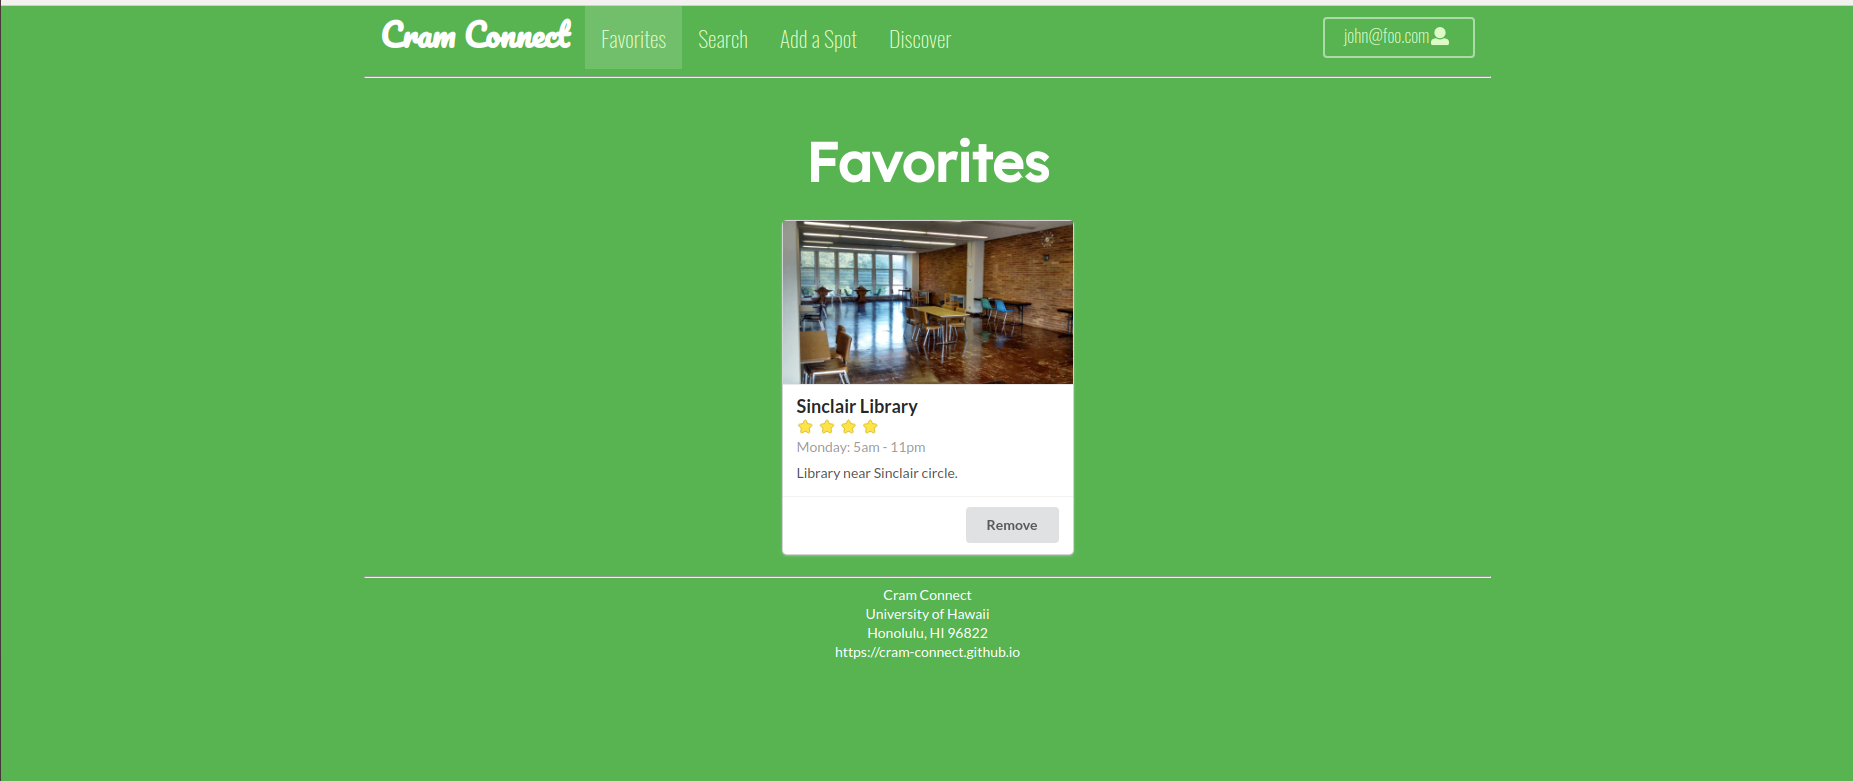 Cram Connect
Favorites
Search
Add a Spot
Discover
john@foo.com
Favorites
Sinclair Library
Monday: 5am - 11pm
Library near Sinclair circle.
Remove
Cram Connect
University of Hawaii
Honolulu, HI 96822
https://cram-connect.github.io